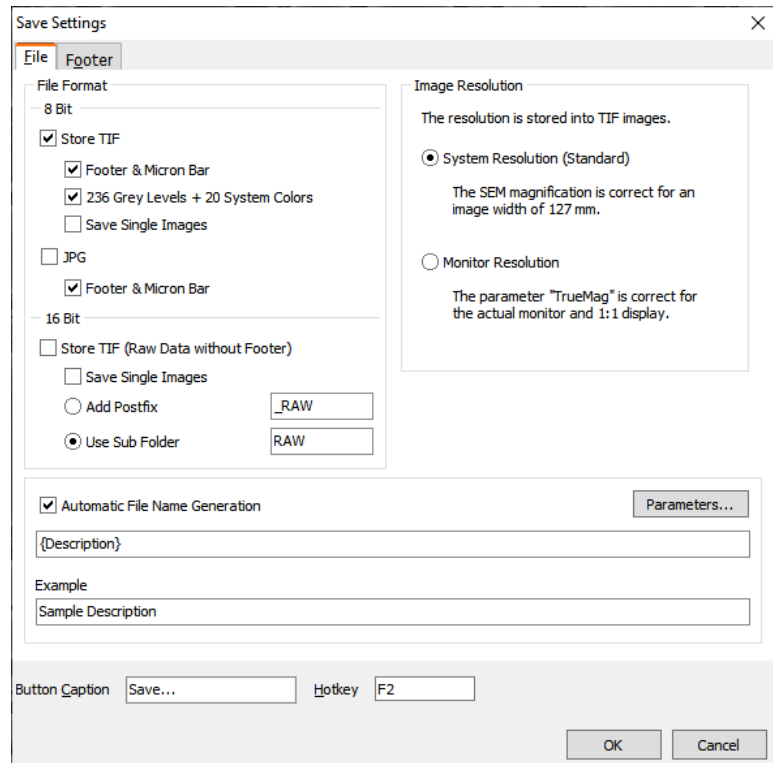 Save Settings
File
Footer
File Format
8 Bit
Store TIF
Footer & Micron Bar
236 Grey Levels + 20 System Colors
Save Single Images
JPG
Footer & Micron Bar
16 Bit
Store TIF (Raw Data without Footer)
Save Single Images
Add Postfix
_RAW
Use Sub Folder
RAW
Image Resolution
The resolution is stored into TIF images.
System Resolution (Standard)
The SEM magnification is correct for an
image width of 127 mm.
Monitor Resolution
The parameter "TrueMag" is correct for
the actual monitor and 1:1 display.
Automatic File Name Generation
Parameters...
{Description}
Example
Sample Description
Button Caption
Save...
Hotkey
F2
OK
Cancel